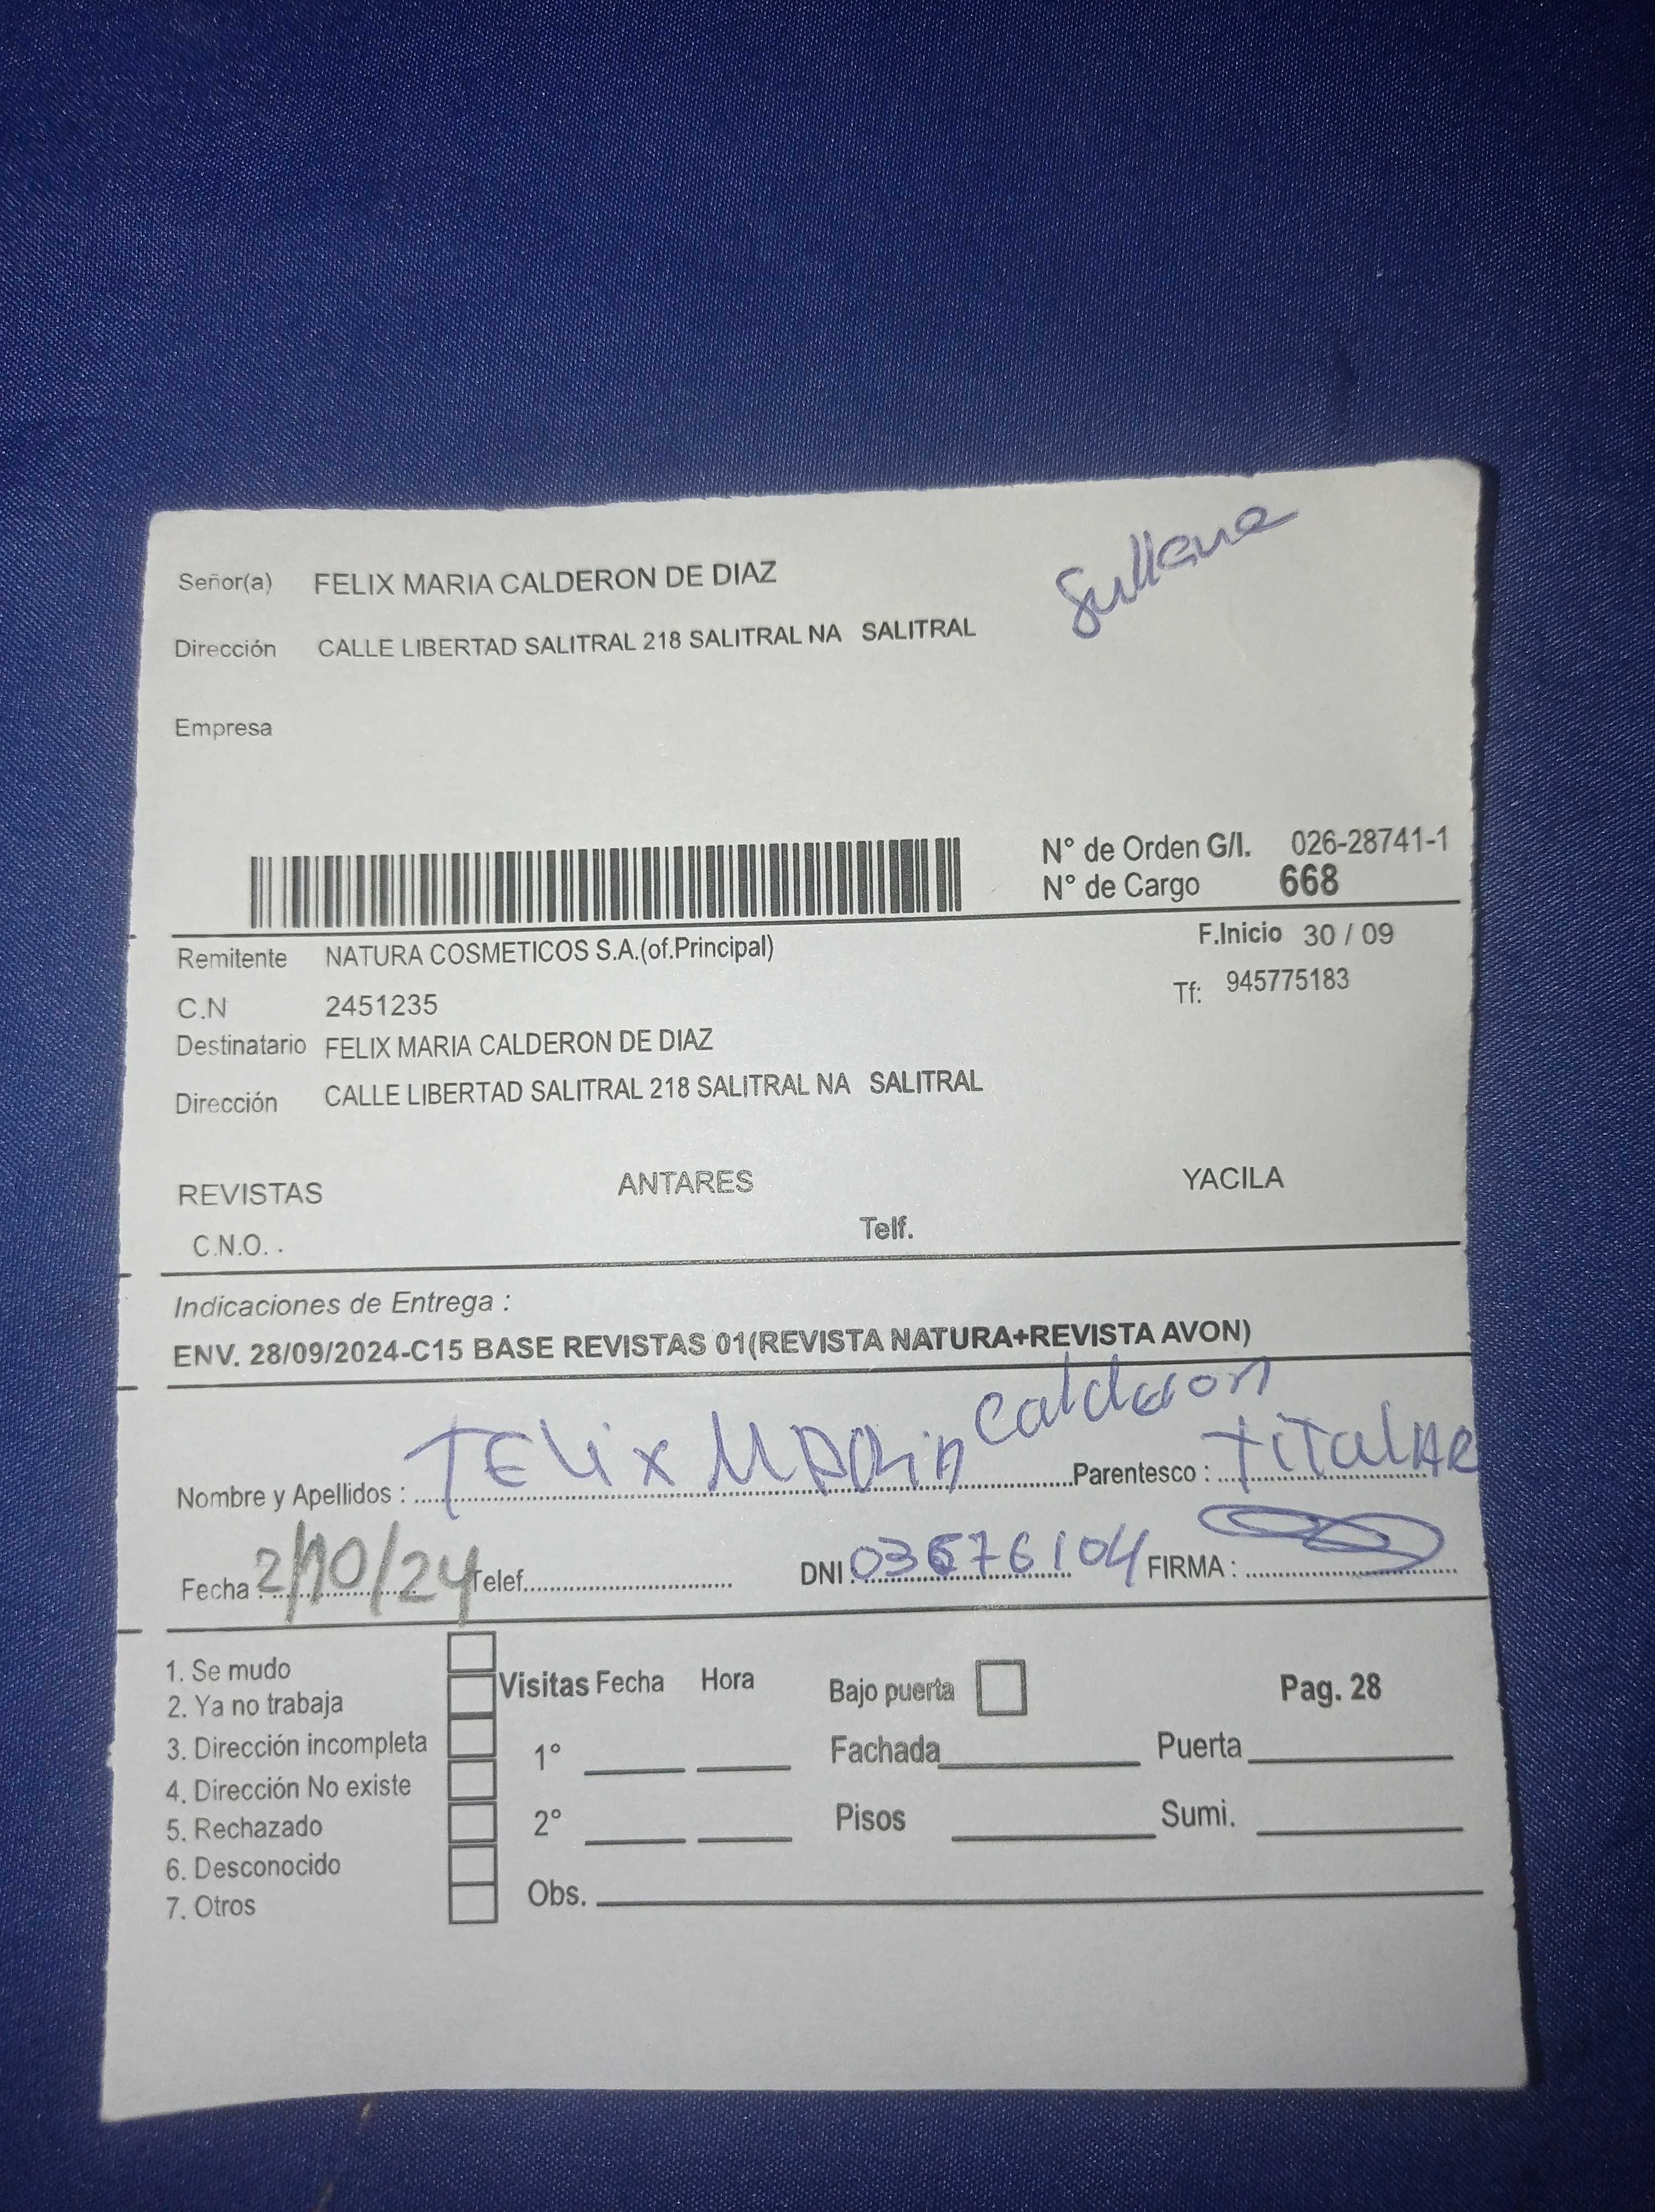 Sullana
Señor(a) FELIX MARIA CALDERON DE DIAZ
Dirección CALLE LIBERTAD SALITRAL 218 SALITRAL NA SALITRAL
Empresa
N° de Orden G/I. 026-28741-1
N° de Cargo 668
Remitente NATURA COSMETICOS S.A.(of.Principal) F.Inicio 30 / 09
C.N 2451235 Tf: 945775183
Destinatario FELIX MARIA CALDERON DE DIAZ
Dirección CALLE LIBERTAD SALITRAL 218 SALITRAL NA SALITRAL
REVISTAS ANTARES YACILA
C.N.O. . Telf.
Indicaciones de Entrega :
ENV. 28/09/2024-C15 BASE REVISTAS 01(REVISTA NATURA+REVISTA AVON)
Nombre y Apellidos : FELix MARiA Calderon Parentesco : TiTulAR
Fecha : 2/10/24 Telef. DNI : 03676104 FIRMA :
1. Se mudo
2. Ya no trabaja
3. Dirección incompleta
4. Dirección No existe
5. Rechazado
6. Desconocido
7. Otros
Visitas Fecha Hora Bajo puerta Pag. 28
1° Fachada Puerta
2° Pisos Sumi.
Obs.